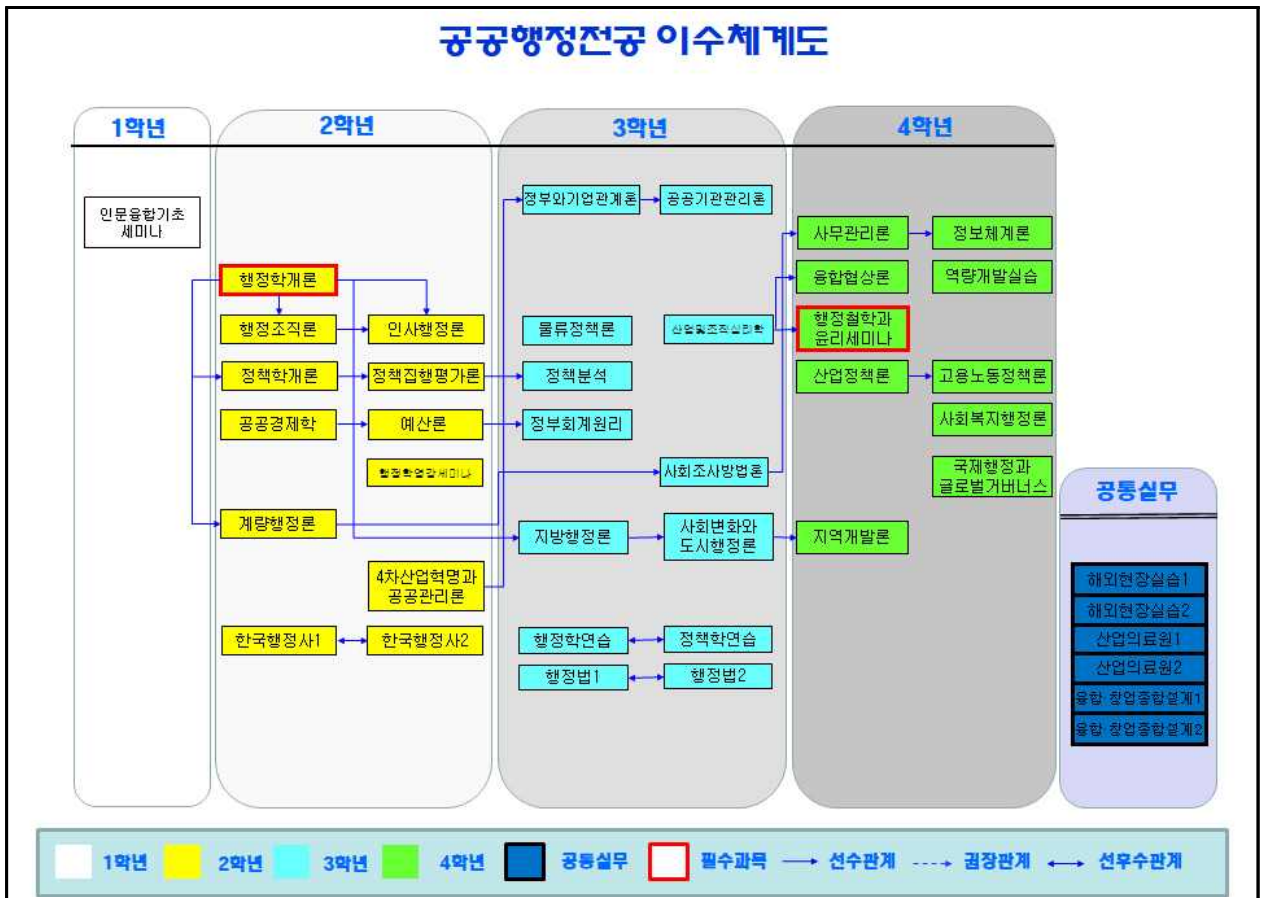 공공행정전공 이수체계도
1학년
2학년
3학년
4학년
인문융합기초
세미나
행정학개론
행정조직론
인사행정론
정책학개론
정책집행평가론
공공경제학
예산론
계량행정론
4차산업혁명과
공공관리론
한국행정사1
한국행정사2
정부와기업관계론
공공기관관리론
물류정책론
산업및조직심리학
정책분석
정부회계원리
사회조사방법론
지방행정론
사회변화와
도시행정론
행정학연습
정책학연습
행정법1
행정법2
사무관리론
정보체계론
융합협상론
역량개발실습
행정철학과
윤리세미나
산업정책론
고용노동정책론
사회복지행정론
국제행정과
글로벌거버넌스
지역개발론
공통실무
해외현장실습1
해외현장실습2
산업의료원1
산업의료원2
융합 창업종합설계1
융합 창업종합설계2
1학년
2학년
3학년
4학년
공통실무
필수과목
선수관계
권장관계
선후수관계